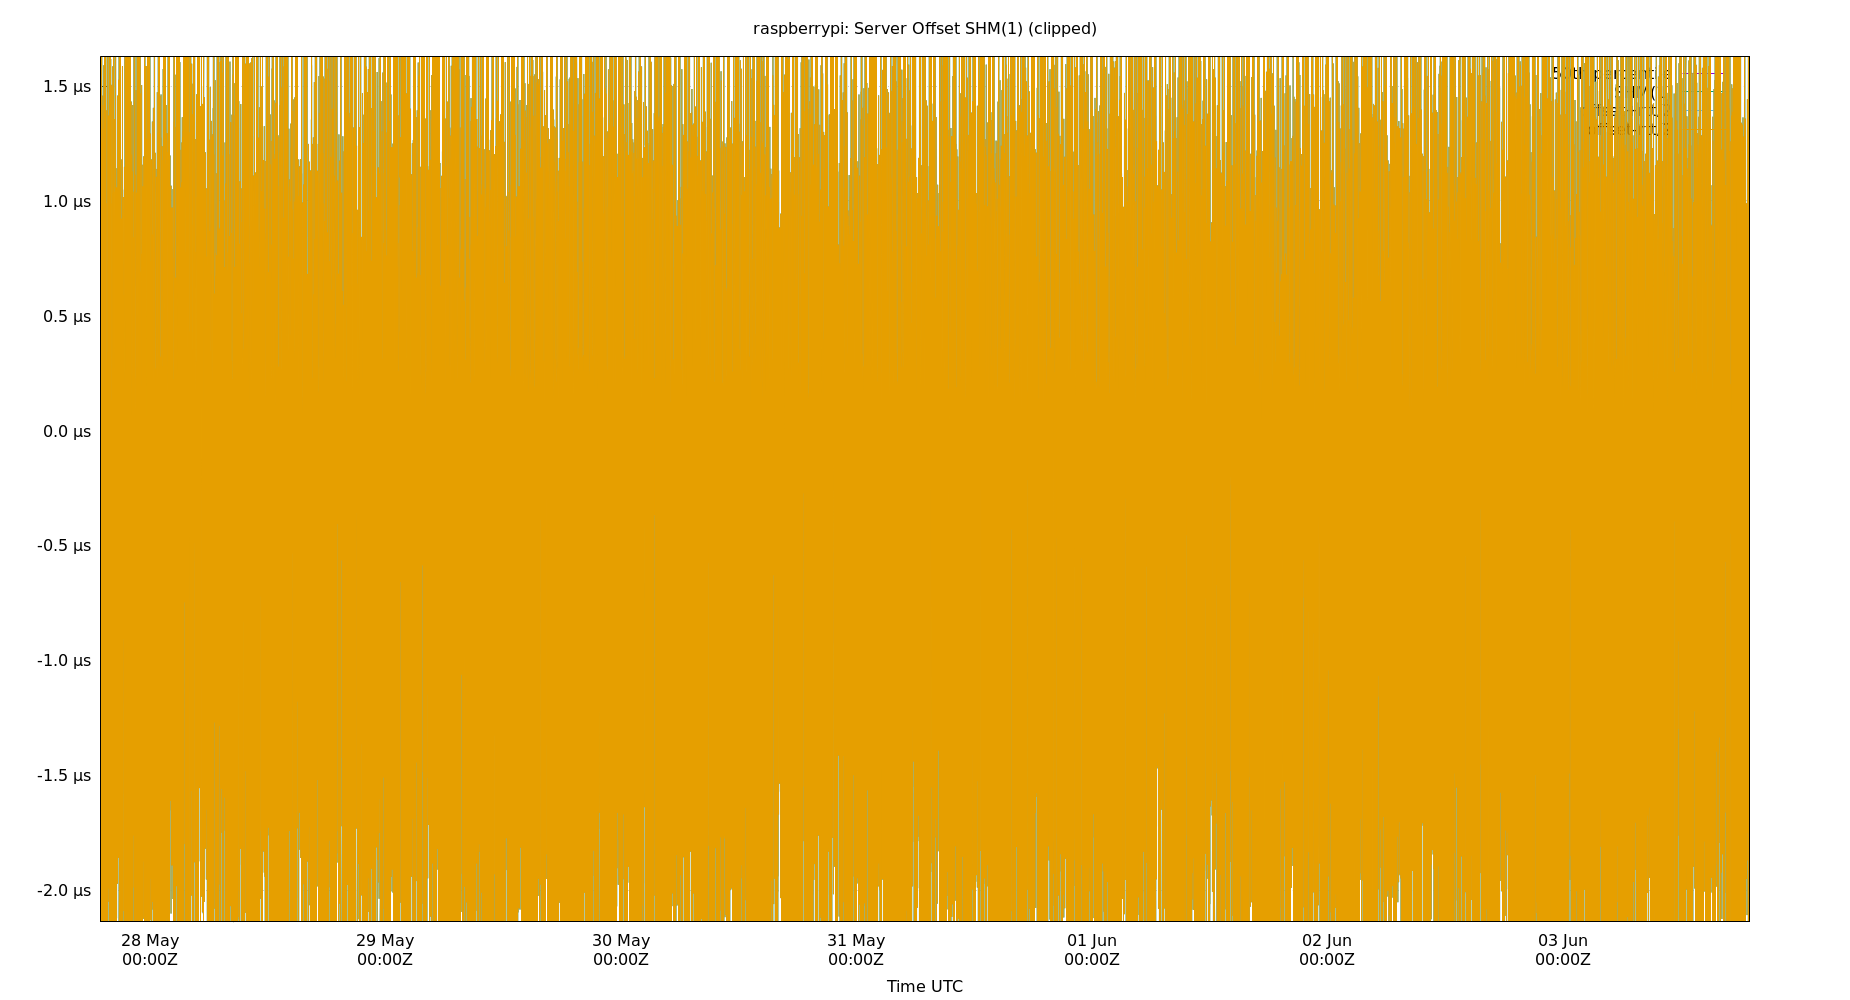 raspberrypi: Server Offset SHM(1) (clipped)
1.5 µs
1.0 µs
0.5 µs
0.0 µs
-0.5 µs
-1.0 µs
-1.5 µs
-2.0 µs
28 May 29 May 30 May 31 May 01 Jun 02 Jun 03 Jun
00:00Z 00:00Z 00:00Z 00:00Z 00:00Z 00:00Z 00:00Z
Time UTC